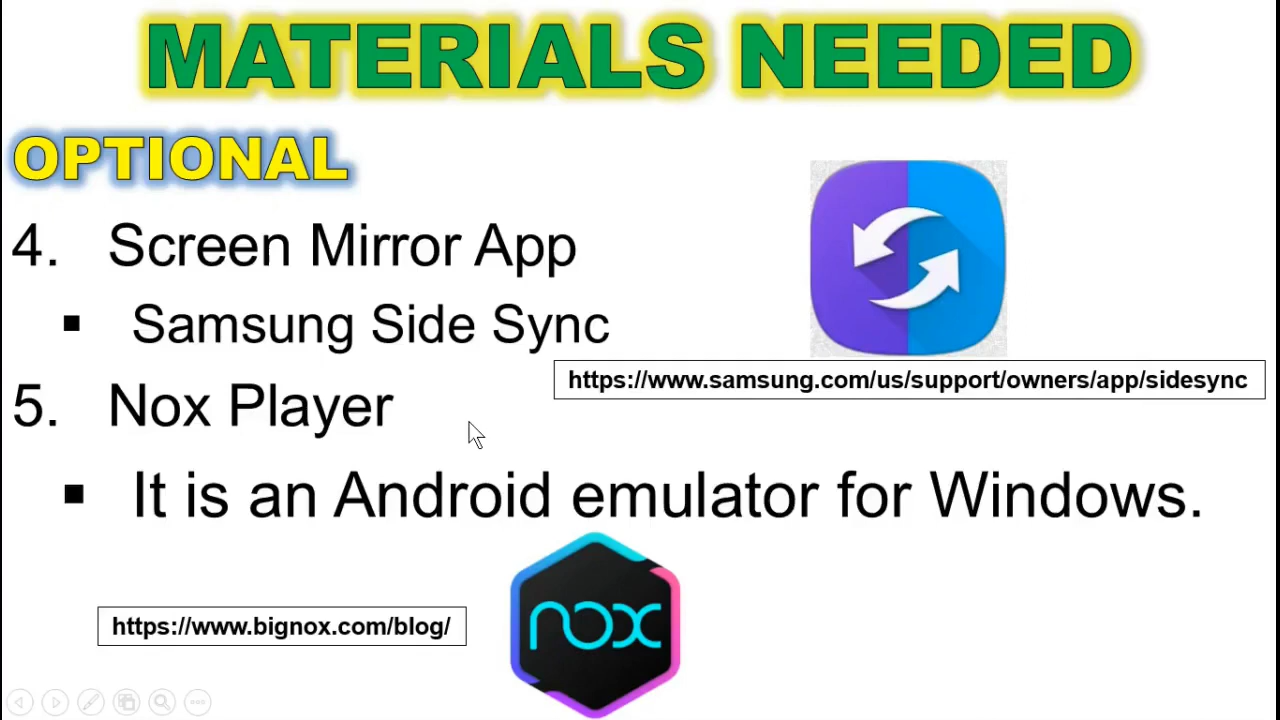 MATERIALS NEEDED
OPTIONAL
4. Screen Mirror App
▪ Samsung Side Sync
https://www.samsung.com/us/support/owners/app/sidesync
5. Nox Player
▪ It is an Android emulator for Windows.
https://www.bignox.com/blog/
nox